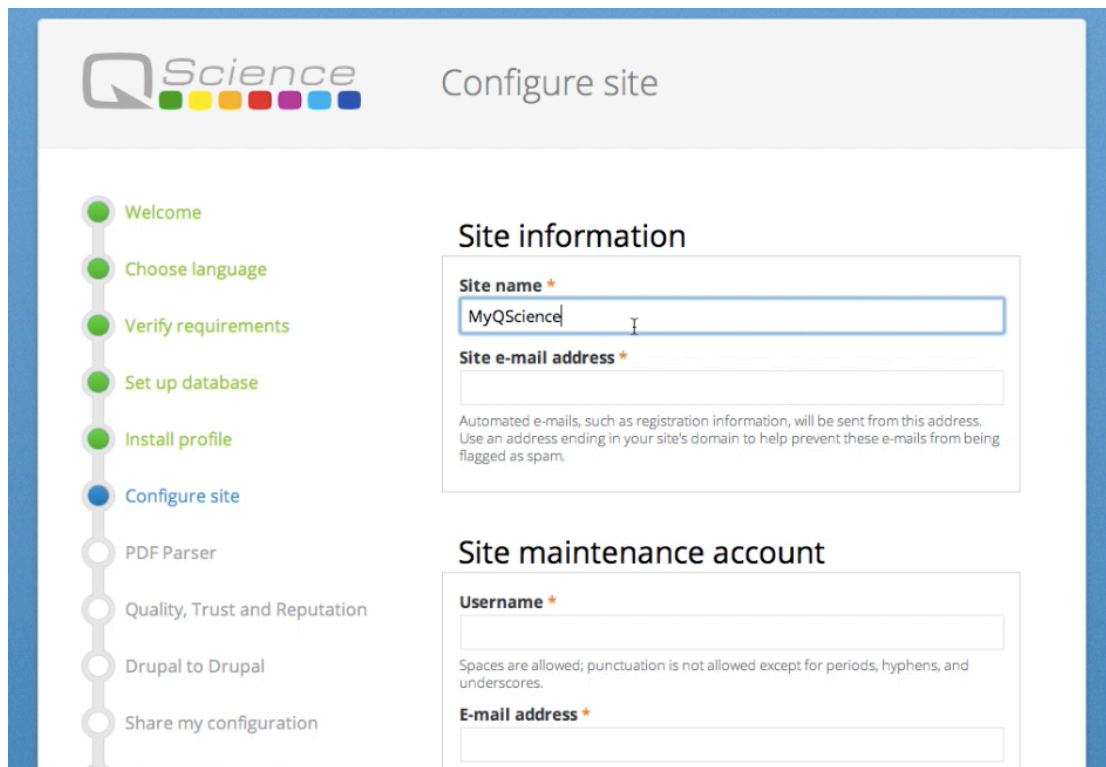 QScience
Configure site
Welcome
Choose language
Verify requirements
Set up database
Install profile
Configure site
PDF Parser
Quality, Trust and Reputation
Drupal to Drupal
Share my configuration
Site information
Site name *
MyQScience
Site e-mail address *
Automated e-mails, such as registration information, will be sent from this address.
Use an address ending in your site's domain to help prevent these e-mails from being
flagged as spam.
Site maintenance account
Username *
Spaces are allowed; punctuation is not allowed except for periods, hyphens, and
underscores.
E-mail address *